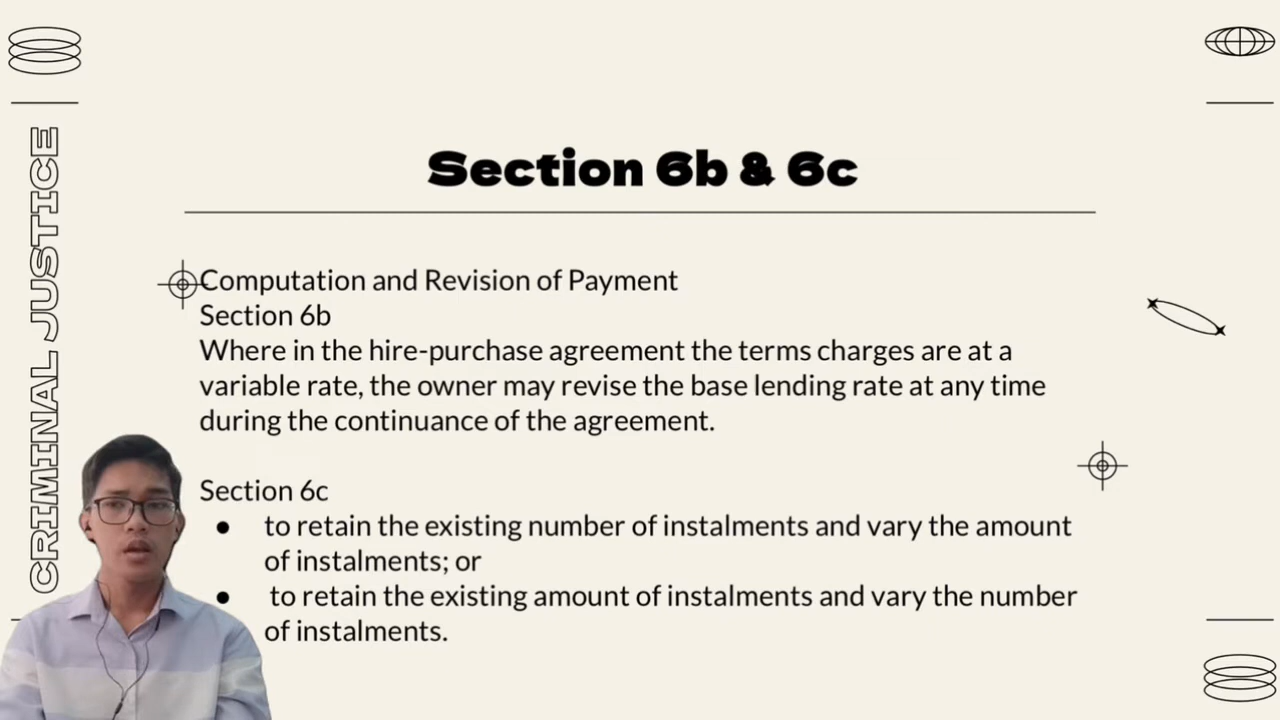 CRIMINAL JUSTICE
Section 6b & 6c
Computation and Revision of Payment
Section 6b
Where in the hire-purchase agreement the terms charges are at a
variable rate, the owner may revise the base lending rate at any time
during the continuance of the agreement.
Section 6c
● to retain the existing number of instalments and vary the amount
of instalments; or
● to retain the existing amount of instalments and vary the number
of instalments.